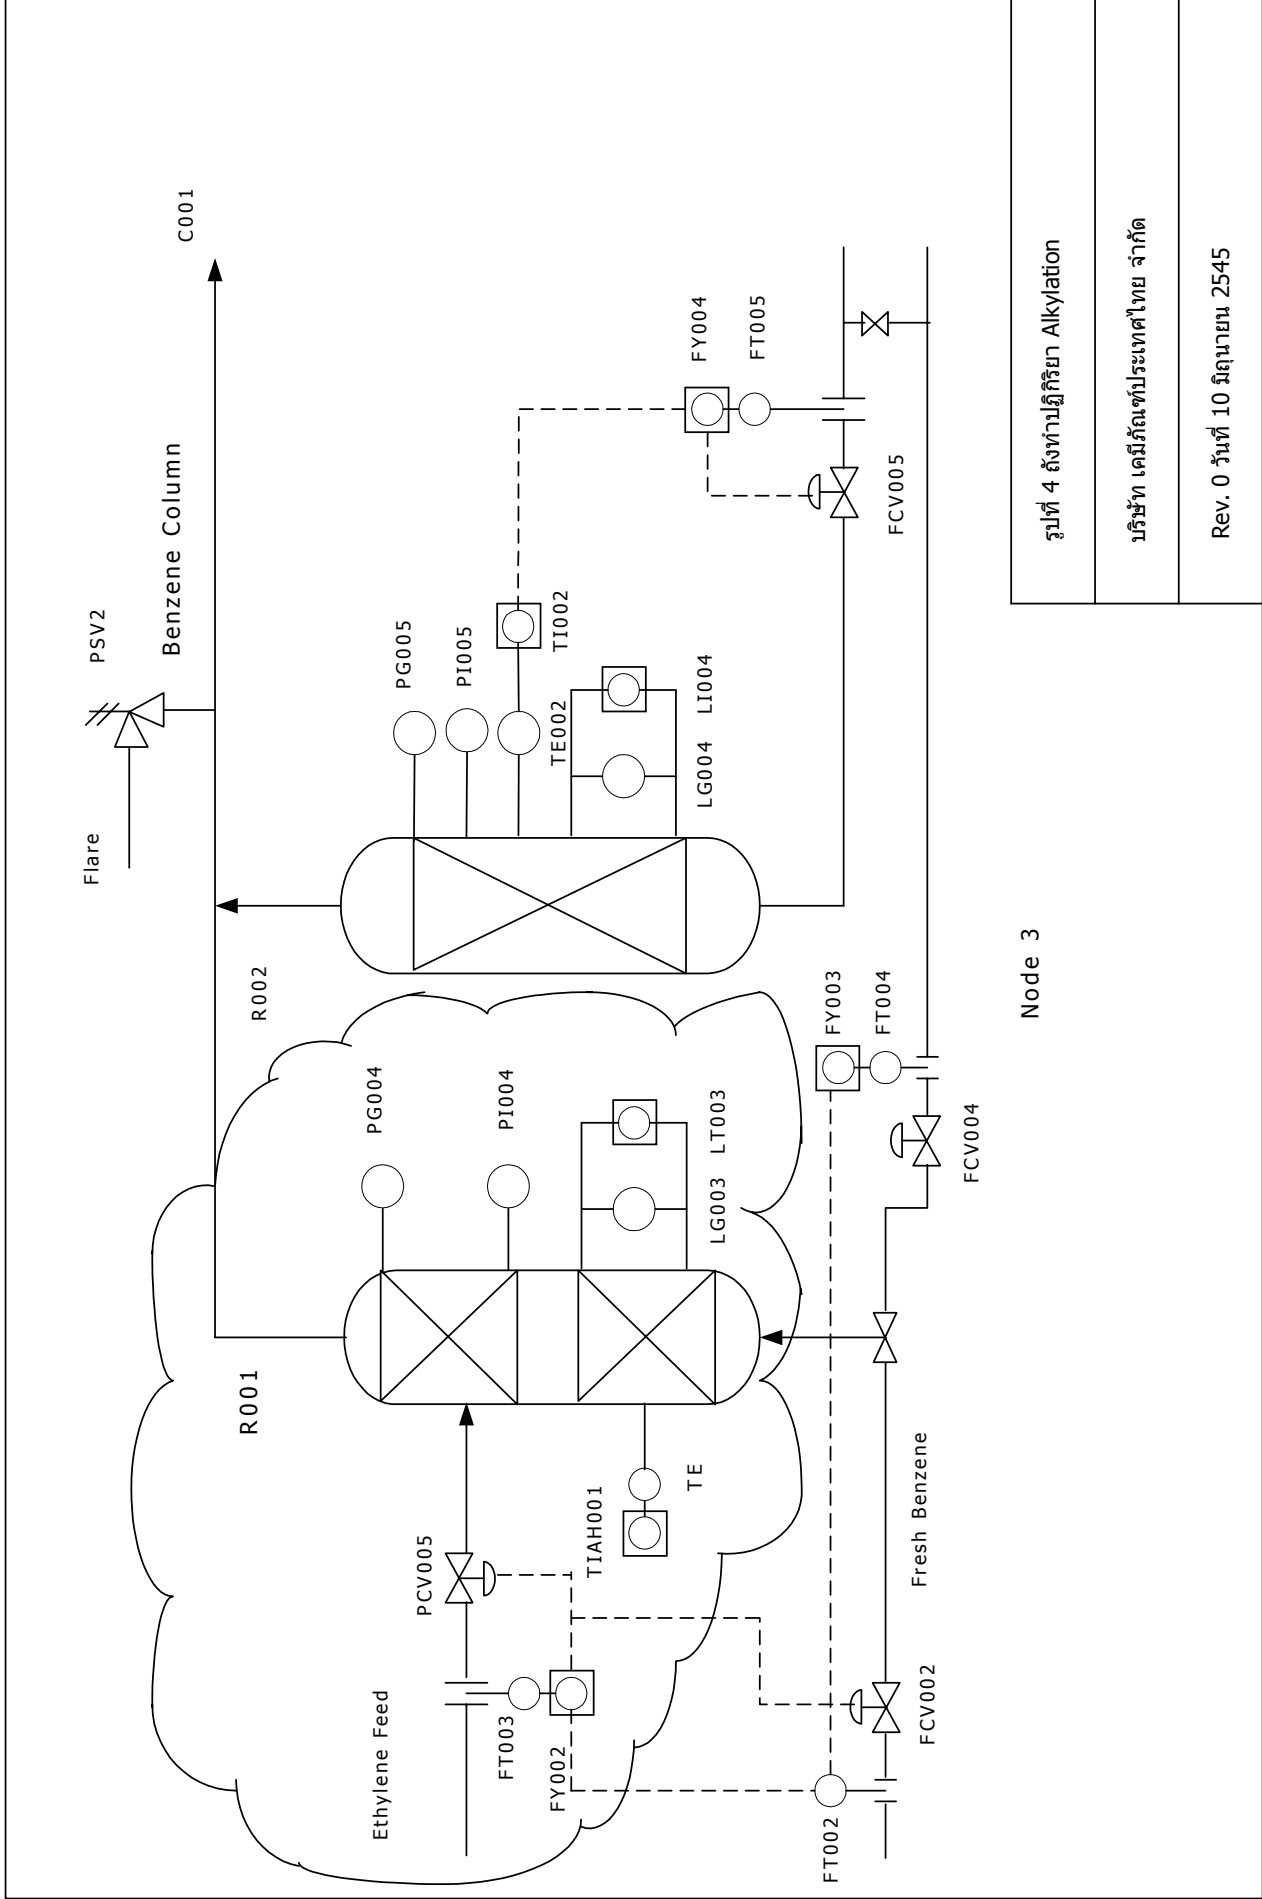 C001
PSV2
Benzene Column
Flare
FY004
FT005
FCV005
PG005
PI005
TI002
TE002
LI004
LG004
R002
PG004
PI004
LT003
LG003
FY003
FT004
FCV004
R001
PCV005
TIAH001
TE
Ethylene Feed
FT003
FY002
Fresh Benzene
FCV002
FT002
Node 3
รูปที่ 4 ถังทำปฏิกิริยา Alkylation
บริษัท เคมีภัณฑ์ประเทศไทย จำกัด
Rev. 0 วันที่ 10 มิถุนายน 2545